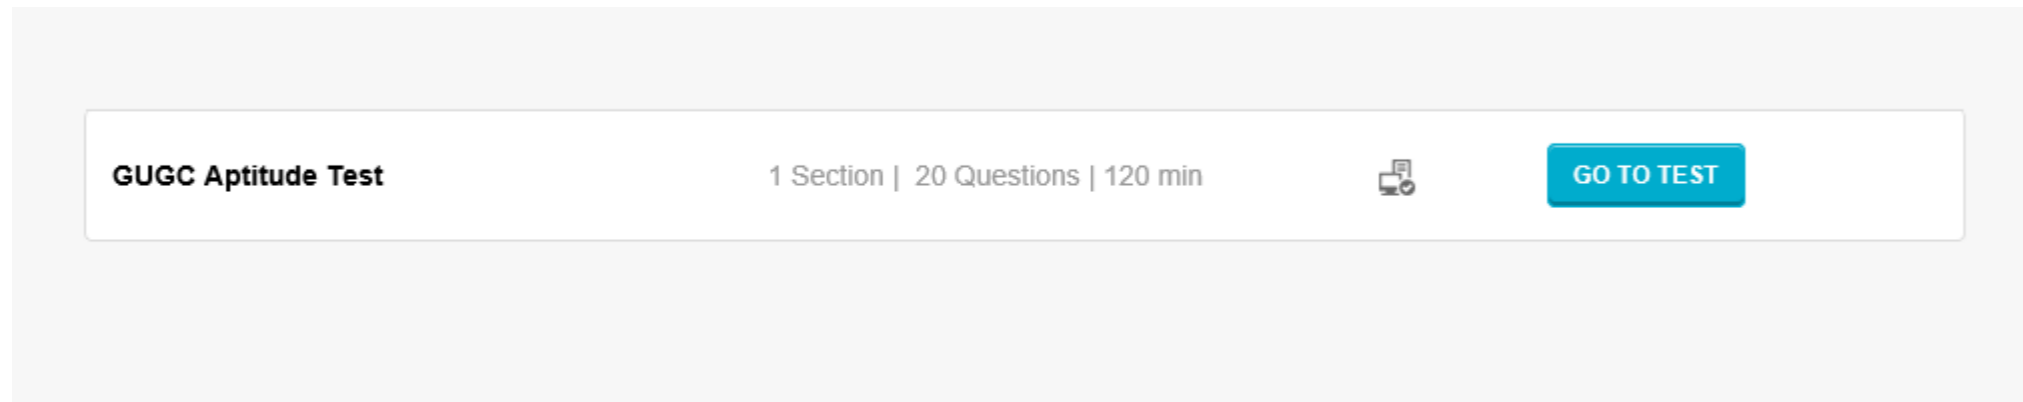 GUGC Aptitude Test 1 Section | 20 Questions | 120 min GO TO TEST